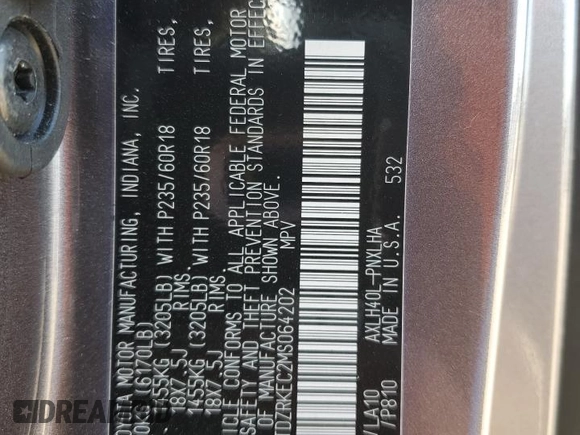 TOYOTA MOTOR MANUFACTURING, INDIANA, INC.
(6170LB)
1455KG (3205LB) WITH P235/60R18 TIRES,
18X7.5J RIMS.
1455KG (3205LB) WITH P235/60R18 TIRES,
18X7.5J RIMS.
CONFORMS TO ALL APPLICABLE FEDERAL MOTOR
SAFETY AND THEFT PREVENTION STANDARDS IN EFFECT
OF MANUFACTURE SHOWN ABOVE.
DZRKEC2MS064202 MPV
AXLH40L-PNXLHA
/LA10
MADE IN U.S.A. 532
/P810
DREAM